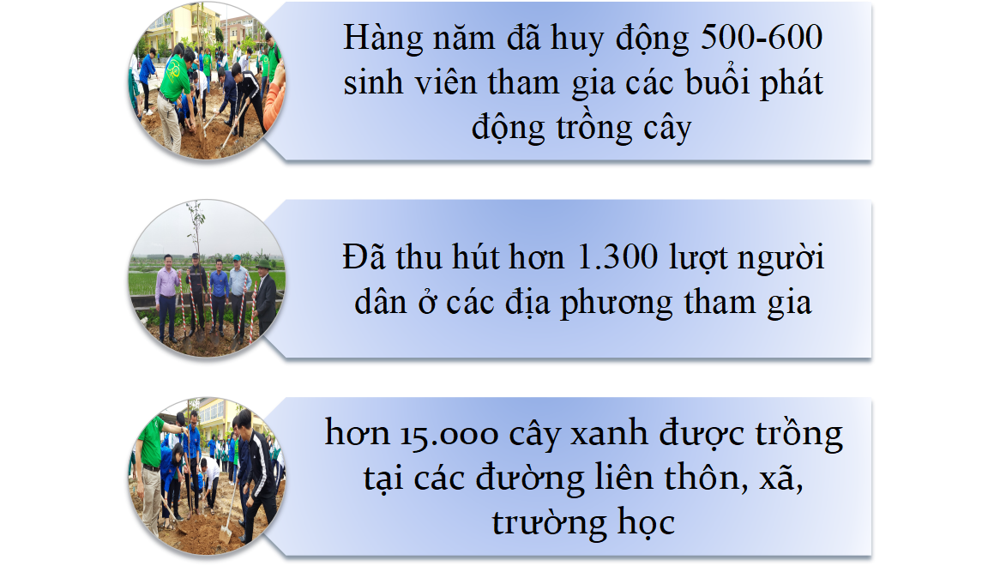 Hàng năm đã huy động 500-600
sinh viên tham gia các buổi phát
động trồng cây
Đã thu hút hơn 1.300 lượt người
dân ở các địa phương tham gia
hơn 15.000 cây xanh được trồng
tại các đường liên thôn, xã,
trường học